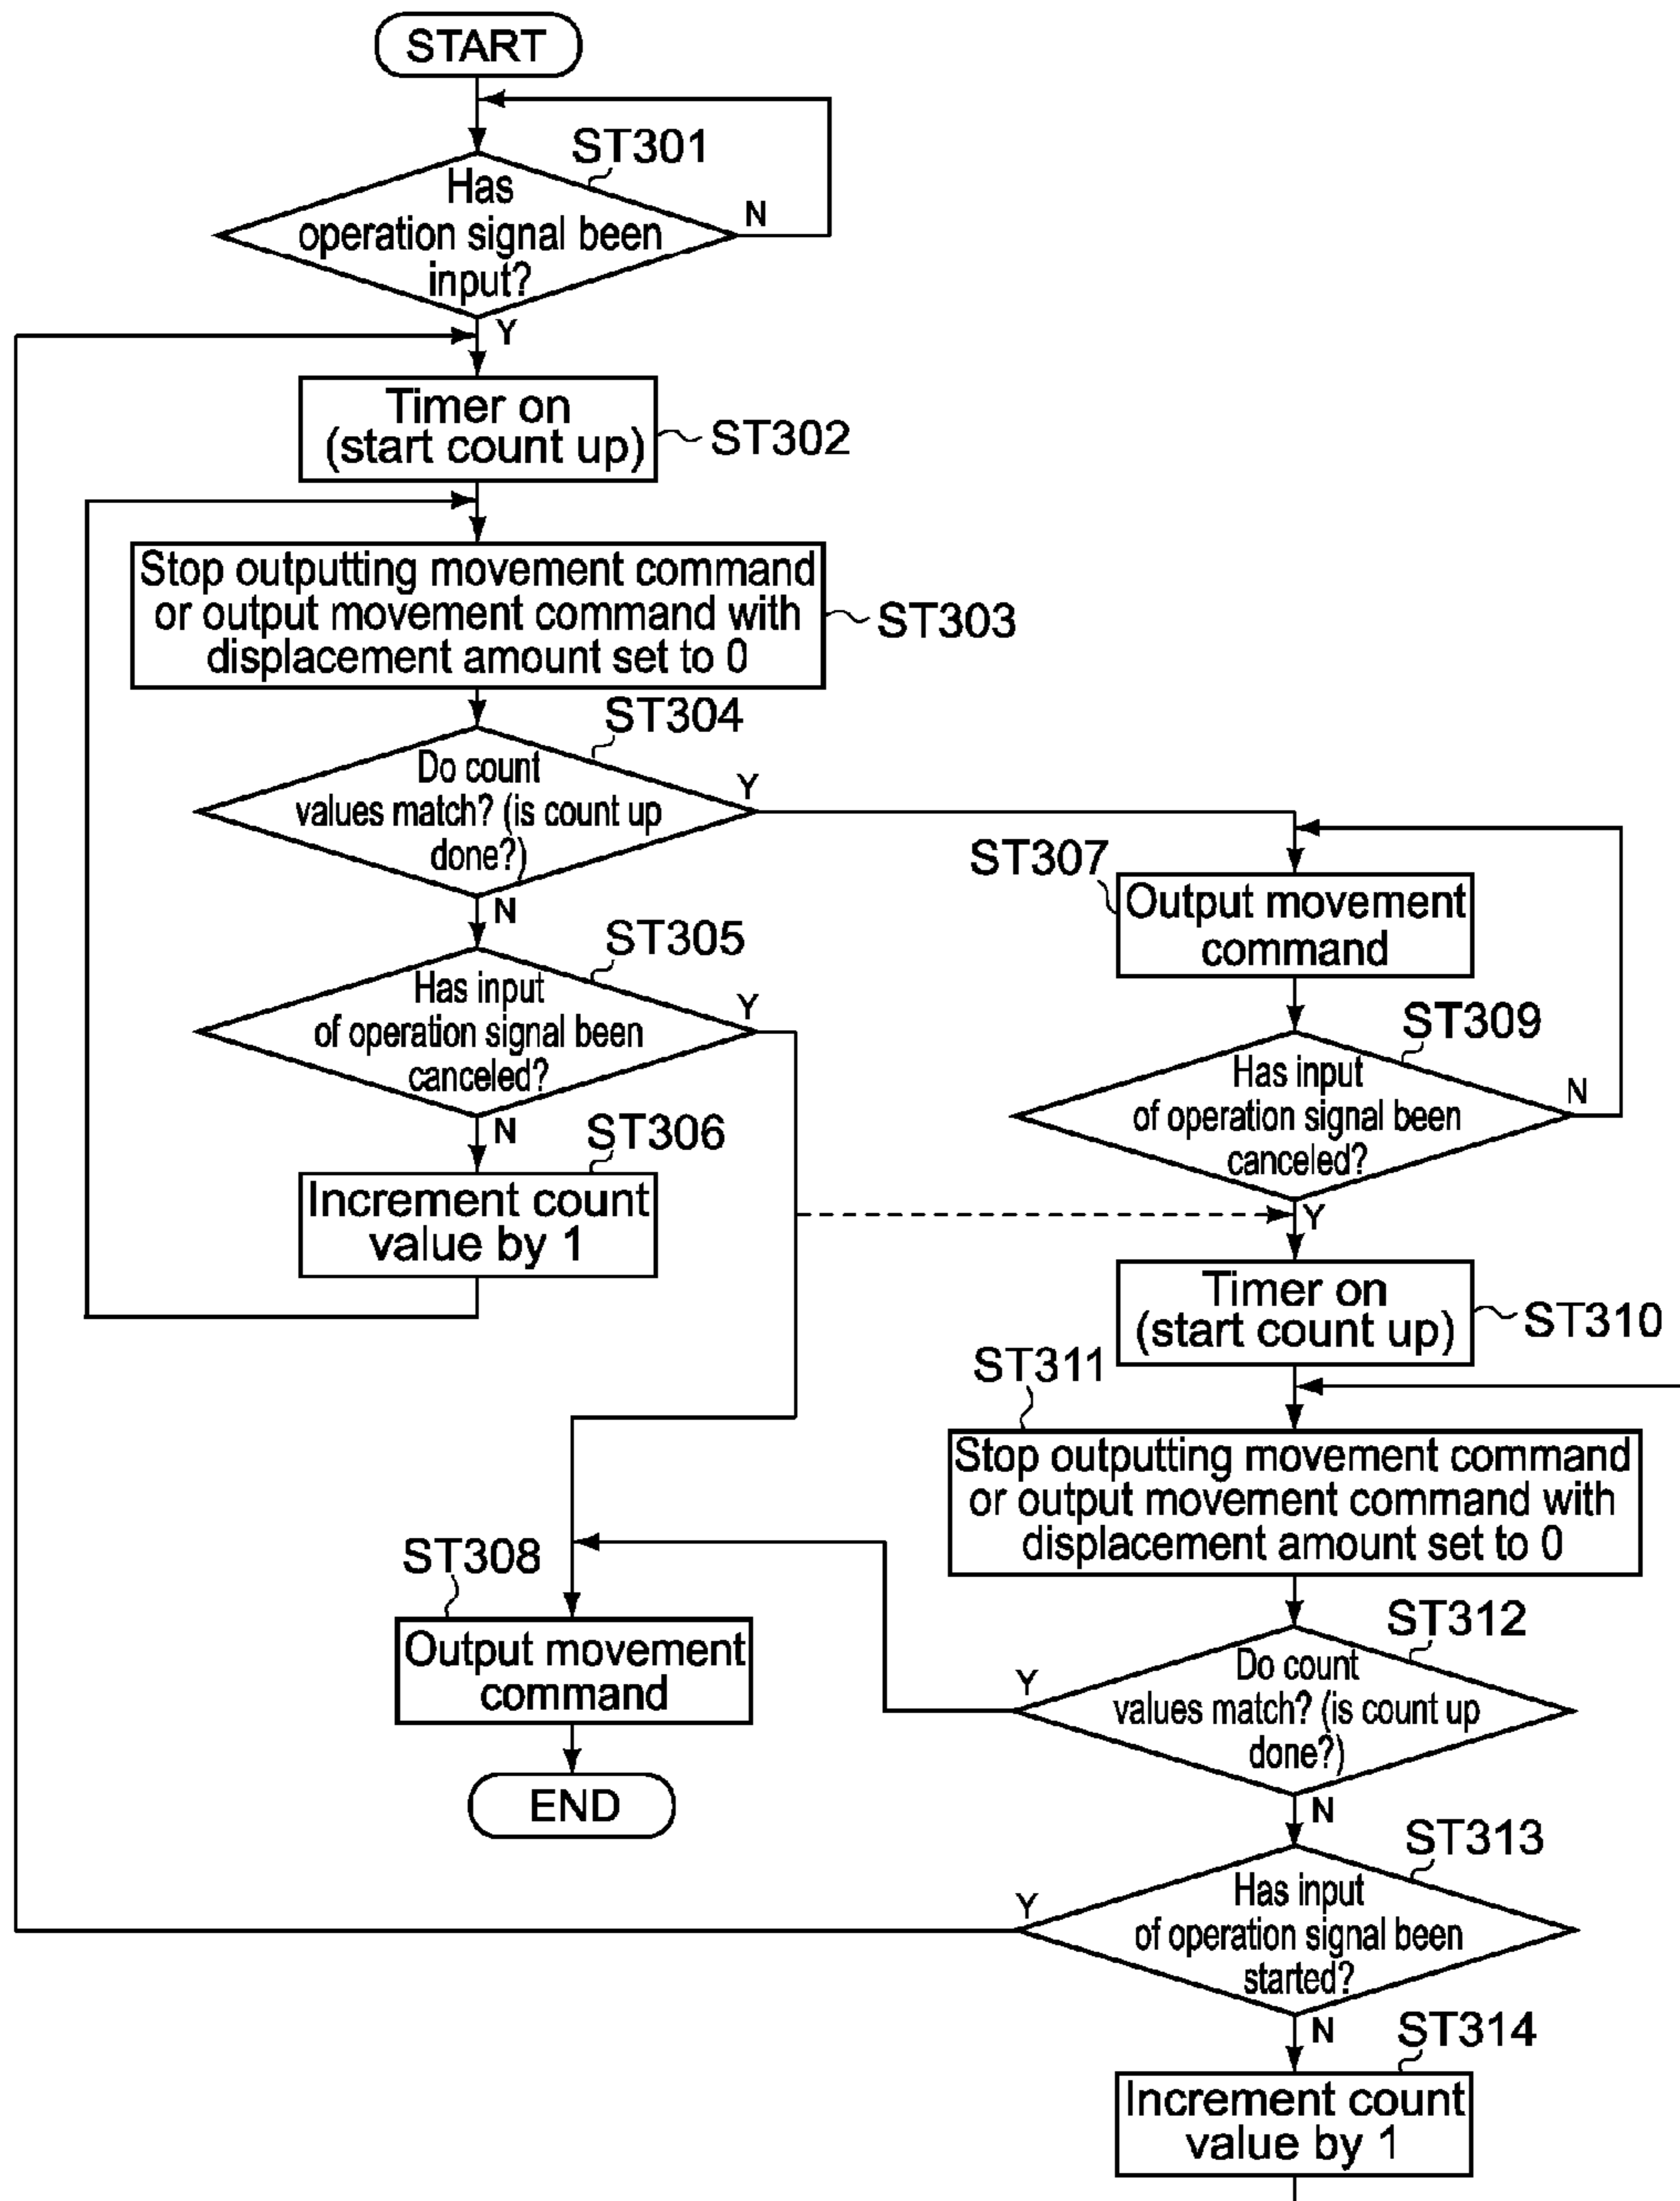 START
ST301
Has
operation signal been
input?
N
Y
Timer on
(start count up)
ST302
Stop outputting movement command
or output movement command with
displacement amount set to 0
ST303
ST304
Do count
values match? (is count up
done?)
Y
N
ST305
Has input
of operation signal been
canceled?
Y
N
ST306
Increment count
value by 1
ST307
Output movement
command
ST309
Has input
of operation signal been
canceled?
N
Y
Timer on
(start count up)
ST310
ST311
Stop outputting movement command
or output movement command with
displacement amount set to 0
ST308
Output movement
command
END
ST312
Do count
values match? (is count up
done?)
Y
N
ST313
Has input
of operation signal been
started?
Y
N
ST314
Increment count
value by 1